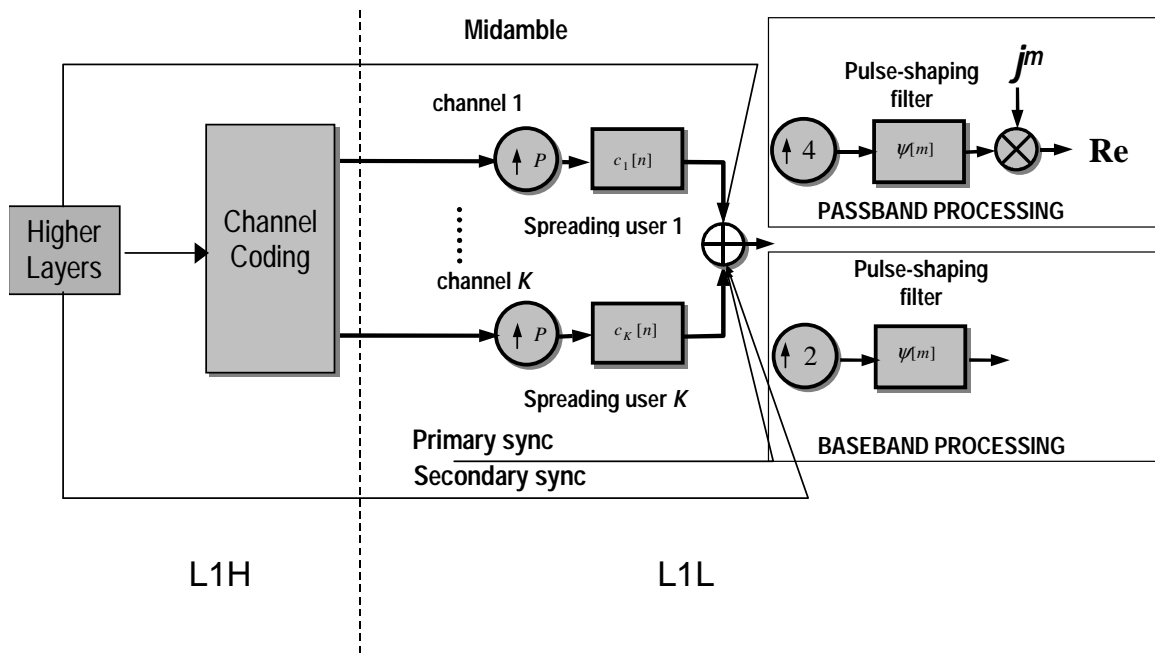 Midamble
channel 1
↑ P
c₁[n]
Spreading user 1
Higher
Layers
Channel
Coding
channel K
↑ P
c_K[n]
Spreading user K
Primary sync
Secondary sync
L1H
L1L
Pulse-shaping
filter
j^m
↑ 4
ψ[m]
Re
PASSBAND PROCESSING
Pulse-shaping
filter
↑ 2
ψ[m]
BASEBAND PROCESSING